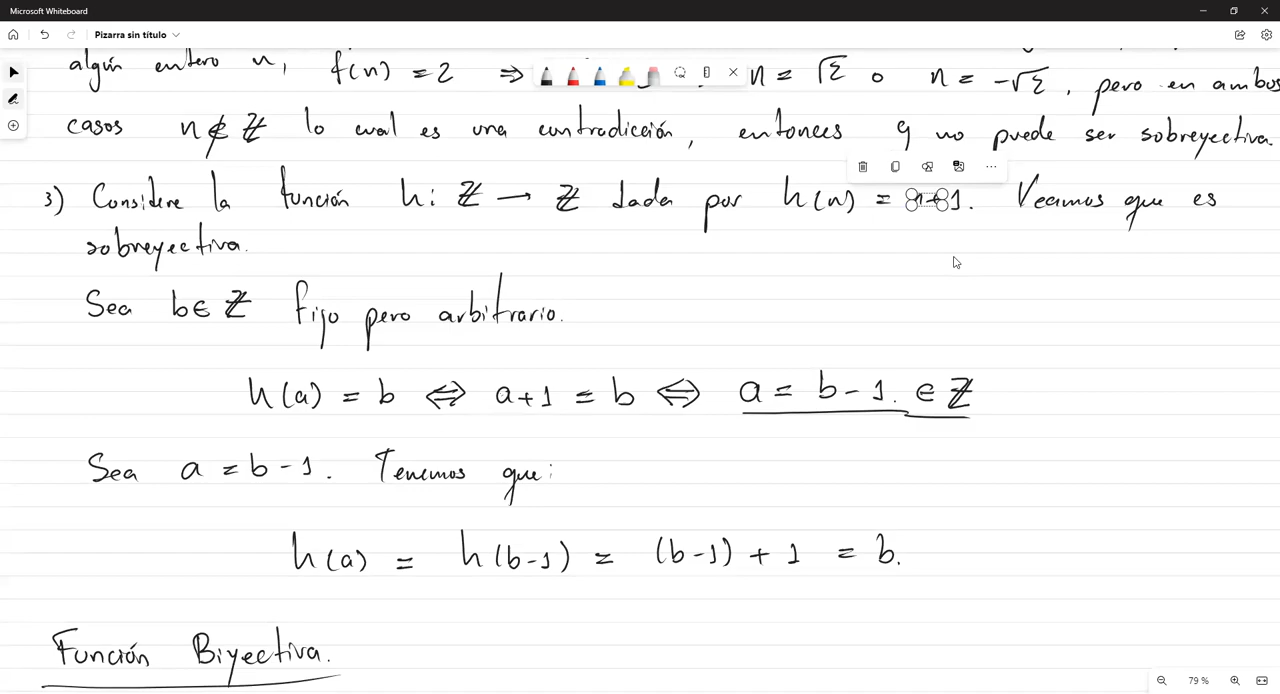 Microsoft Whiteboard
Pizarra sin título
algún entero n, f(n) = 2 ⇒ n = √2 o n = -√2, pero en ambos
casos n ∉ ℤ lo cual es una contradicción, entonces g no puede ser sobreyectiva.
3) Considere la función h: ℤ → ℤ dada por h(n) = n+1. Veamos que es
sobreyectiva.
Sea b ∈ ℤ fijo pero arbitrario.
h(a) = b ⇔ a+1 = b ⇔ a = b-1. ∈ ℤ
Sea a = b-1. Tenemos que:
h(a) = h(b-1) = (b-1) + 1 = b.
Función Biyectiva.
79 %